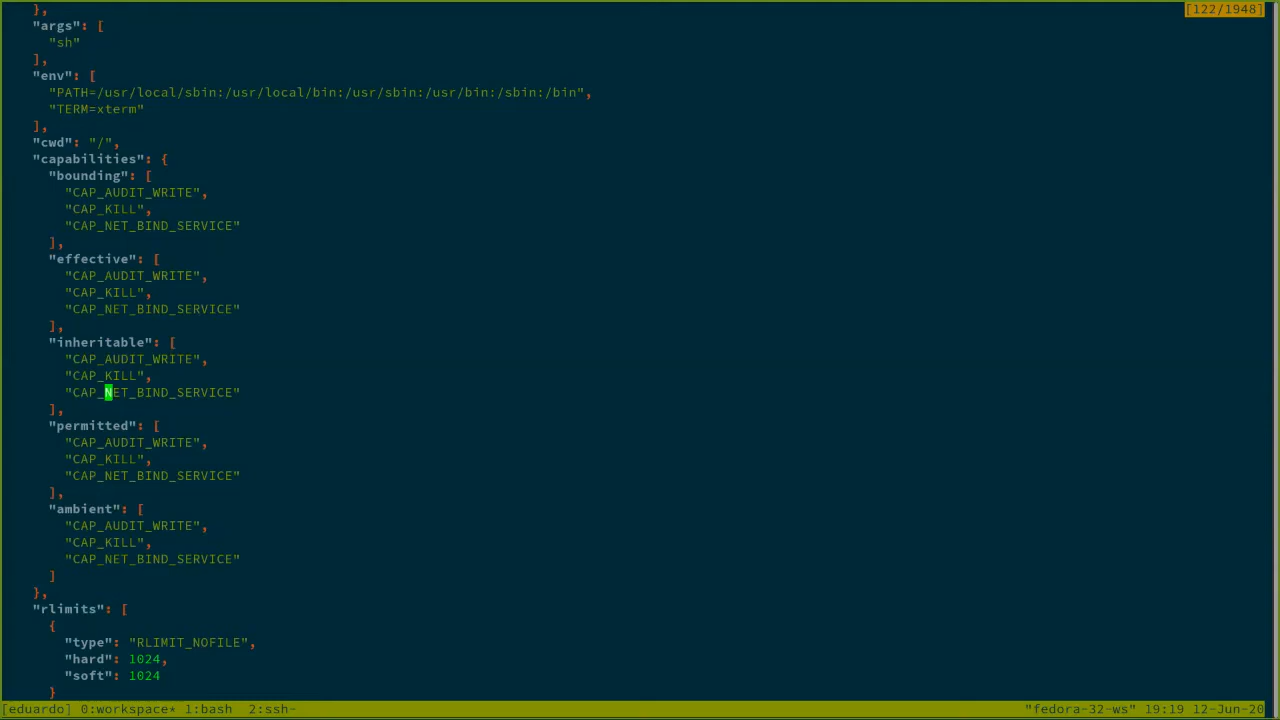 },                                                                                    [122/1948]
    "args": [
      "sh"
    ],
    "env": [
      "PATH=/usr/local/sbin:/usr/local/bin:/usr/sbin:/usr/bin:/sbin:/bin",
      "TERM=xterm"
    ],
    "cwd": "/",
    "capabilities": {
      "bounding": [
        "CAP_AUDIT_WRITE",
        "CAP_KILL",
        "CAP_NET_BIND_SERVICE"
      ],
      "effective": [
        "CAP_AUDIT_WRITE",
        "CAP_KILL",
        "CAP_NET_BIND_SERVICE"
      ],
      "inheritable": [
        "CAP_AUDIT_WRITE",
        "CAP_KILL",
        "CAP_NET_BIND_SERVICE"
      ],
      "permitted": [
        "CAP_AUDIT_WRITE",
        "CAP_KILL",
        "CAP_NET_BIND_SERVICE"
      ],
      "ambient": [
        "CAP_AUDIT_WRITE",
        "CAP_KILL",
        "CAP_NET_BIND_SERVICE"
      ]
    },
    "rlimits": [
      {
        "type": "RLIMIT_NOFILE",
        "hard": 1024,
        "soft": 1024
      }
[eduardo] 0:workspace* 1:bash  2:ssh-                    "fedora-32-ws" 19:19 12-Jun-20